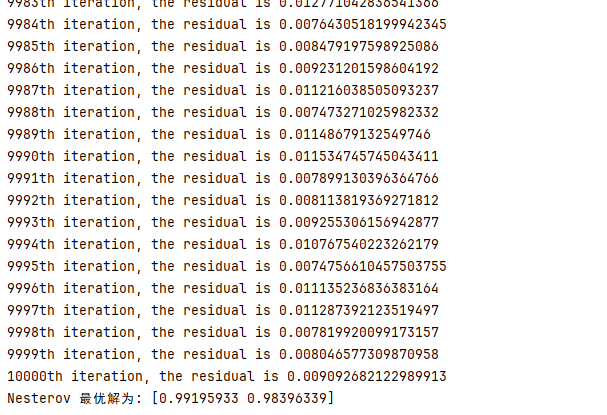 9983th iteration, the residual is 0.012771042836541366
9984th iteration, the residual is 0.0076430518199942345
9985th iteration, the residual is 0.008479197598925086
9986th iteration, the residual is 0.009231201598604192
9987th iteration, the residual is 0.011216038505093237
9988th iteration, the residual is 0.007473271025982332
9989th iteration, the residual is 0.01148679132549746
9990th iteration, the residual is 0.011534745745043411
9991th iteration, the residual is 0.007899130396364766
9992th iteration, the residual is 0.008113819369271812
9993th iteration, the residual is 0.009255306156942877
9994th iteration, the residual is 0.010767540223262179
9995th iteration, the residual is 0.0074756610457503755
9996th iteration, the residual is 0.011135236836383164
9997th iteration, the residual is 0.011287392123519497
9998th iteration, the residual is 0.007819920099173157
9999th iteration, the residual is 0.008046577309870958
10000th iteration, the residual is 0.009092682122989913
Nesterov 最优解为: [0.99195933 0.98396339]